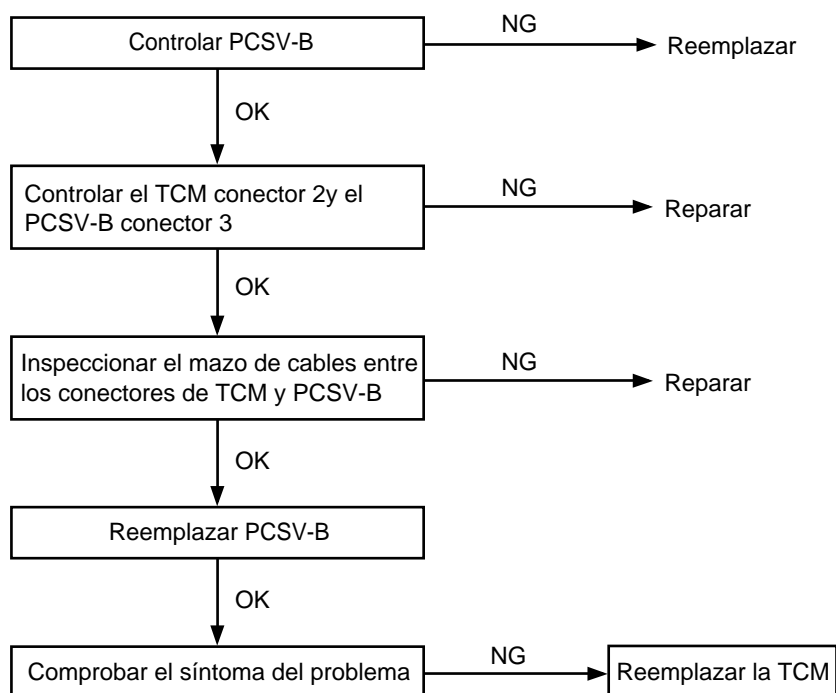 Controlar PCSV-B
NG
Reemplazar
OK
Controlar el TCM conector 2y el
PCSV-B conector 3
NG
Reparar
OK
Inspeccionar el mazo de cables entre
los conectores de TCM y PCSV-B
NG
Reparar
OK
Reemplazar PCSV-B
OK
Comprobar el síntoma del problema
NG
Reemplazar la TCM